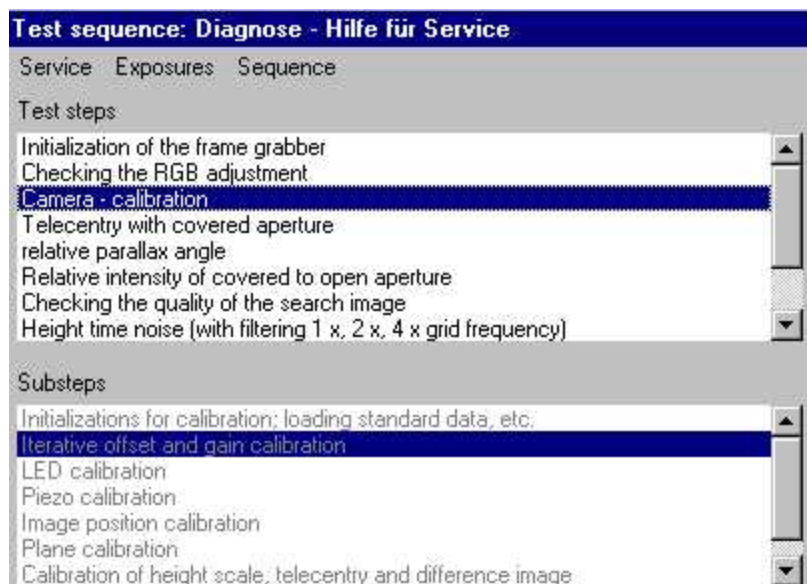 Test sequence: Diagnose - Hilfe für Service
Service Exposures Sequence
Test steps
Initialization of the frame grabber
Checking the RGB adjustment
Camera - calibration
Telecentry with covered aperture
relative parallax angle
Relative intensity of covered to open aperture
Checking the quality of the search image
Height time noise (with filtering 1 x, 2 x, 4 x grid frequency)
Substeps
Initializations for calibration; loading standard data, etc.
Iterative offset and gain calibration
LED calibration
Piezo calibration
Image position calibration
Plane calibration
Calibration of height scale, telecentry and difference image